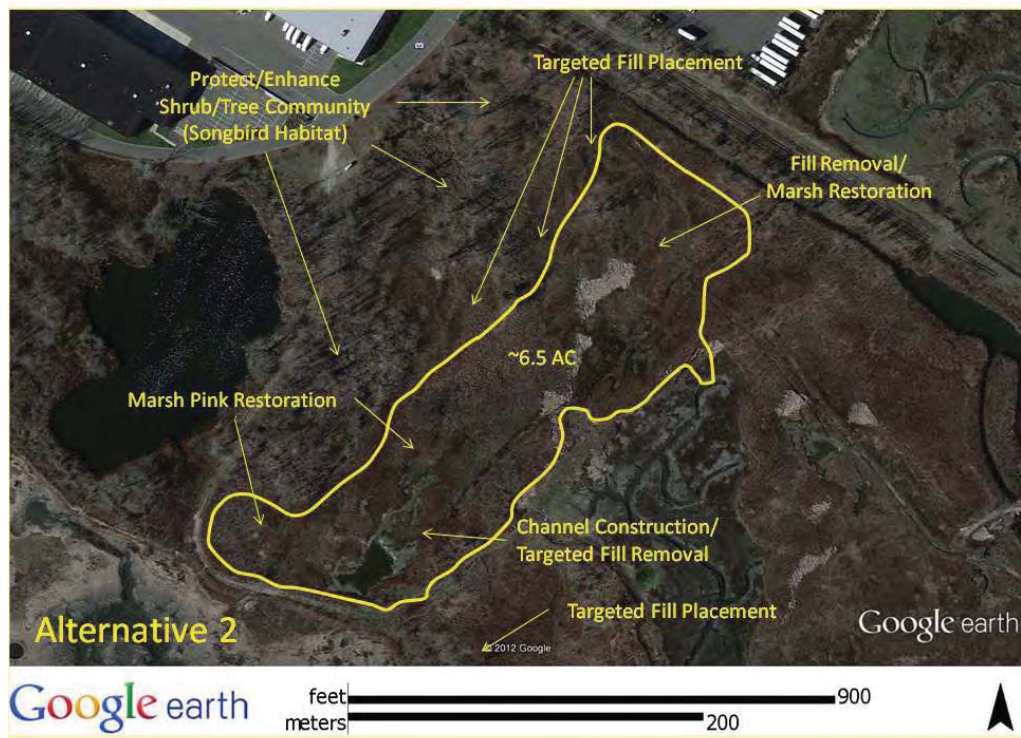 Targeted Fill Placement
Protect/Enhance
Shrub/Tree Community
(Songbird Habitat)
Fill Removal/
Marsh Restoration
~6.5 AC
Marsh Pink Restoration
Channel Construction/
Targeted Fill Removal
Targeted Fill Placement
Alternative 2
© 2012 Google
Google earth
Google earth
feet
900
meters
200